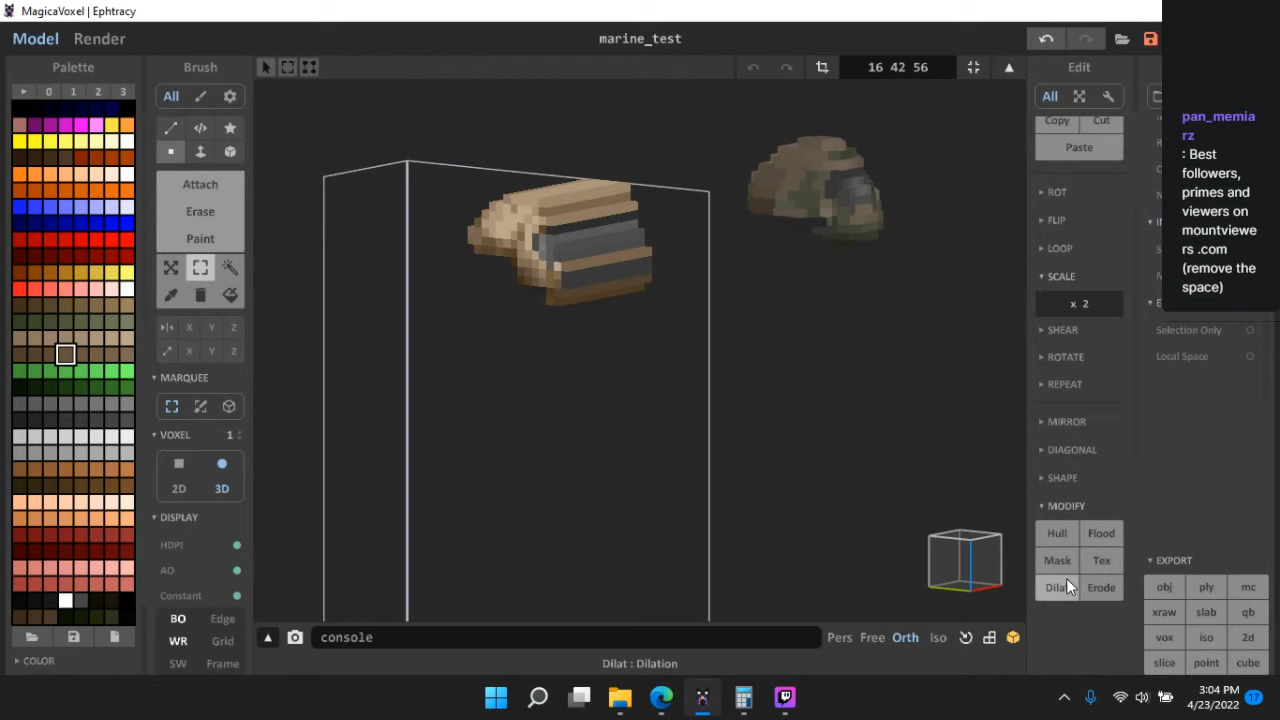 MagicaVoxel | Ephtracy
Model Render
marine_test
Palette
Brush
16 42 56
Edit
0 1 2 3
All
All
Copy Cut
Paste
Attach
Erase
Paint
X Y Z
X Y Z
MARQUEE
VOXEL 1
2D 3D
DISPLAY
HDPI
AO
Constant
BO Edge
WR Grid
SW Frame
COLOR
ROT
FLIP
LOOP
SCALE
x 2
SHEAR
ROTATE
REPEAT
MIRROR
DIAGONAL
SHAPE
MODIFY
Hull Flood
Mask Tex
Erode
Selection Only
Local Space
EXPORT
obj ply mc
xraw slab qb
vox iso 2d
slice point cube
console
Pers Free Orth Iso
Dilat : Dilation
pan_memia
rz
: Best
followers,
primes and
viewers on
mountviewe
rs .com
(remove the
space)
3:04 PM
4/23/2022
17